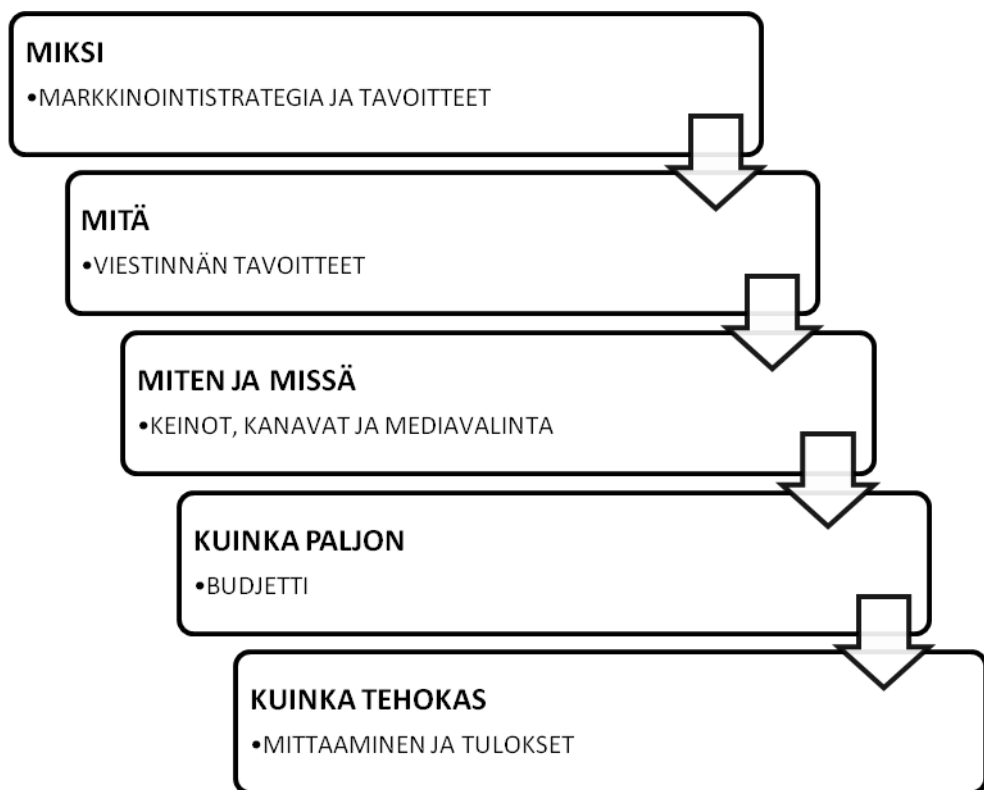 MIKSI
•MARKKINOINTISTRATEGIA JA TAVOITTEET
MITÄ
•VIESTINNÄN TAVOITTEET
MITEN JA MISSÄ
•KEINOT, KANAVAT JA MEDIAVALINTA
KUINKA PALJON
•BUDJETTI
KUINKA TEHOKAS
•MITTAAMINEN JA TULOKSET